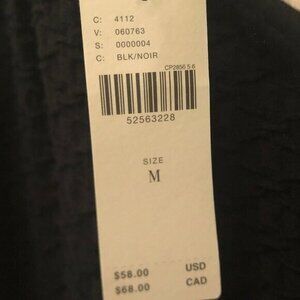 C: 4112
V: 060763
S: 0000004
C: BLK/NOIR
CP2856 5-6
52563228
SIZE
M
$58.00 USD
$68.00 CAD